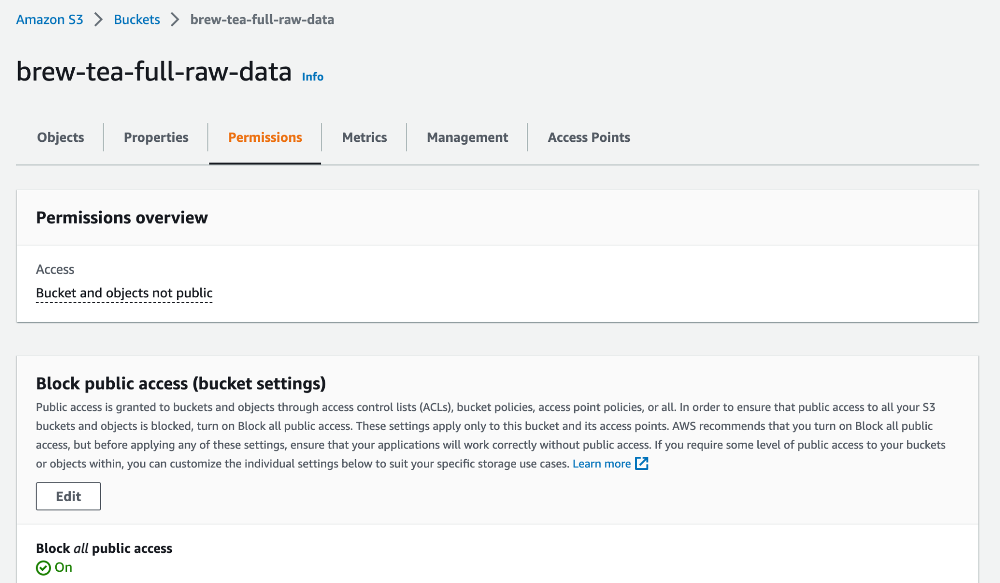 Amazon S3 > Buckets > brew-tea-full-raw-data
brew-tea-full-raw-data Info
Objects Properties Permissions Metrics Management Access Points
Permissions overview
Access
Bucket and objects not public
Block public access (bucket settings)
Public access is granted to buckets and objects through access control lists (ACLs), bucket policies, access point policies, or all. In order to ensure that public access to all your S3
buckets and objects is blocked, turn on Block all public access. These settings apply only to this bucket and its access points. AWS recommends that you turn on Block all public
access, but before applying any of these settings, ensure that your applications will work correctly without public access. If you require some level of public access to your buckets
or objects within, you can customize the individual settings below to suit your specific storage use cases. Learn more
Edit
Block all public access
On